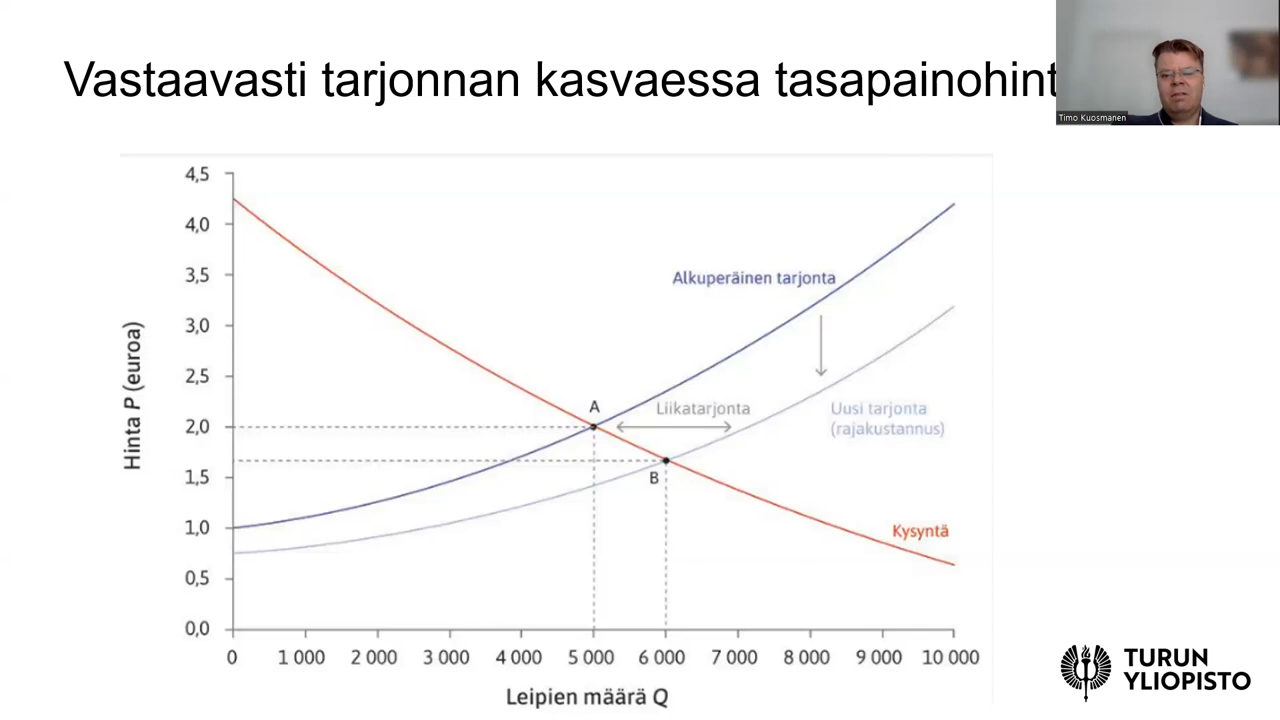 Vastaavasti tarjonnan kasvaessa tasapainohint
Timo Kuosmanen
4,5
4,0
3,5
3,0
2,5
2,0
1,5
1,0
0,5
0,0
Hinta P (euroa)
Alkuperäinen tarjonta
A
Liikatarjonta
Uusi tarjonta
(rajakustannus)
B
Kysyntä
0 1 000 2 000 3 000 4 000 5 000 6 000 7 000 8 000 9 000 10 000
Leipien määrä Q
TURUN
YLIOPISTO